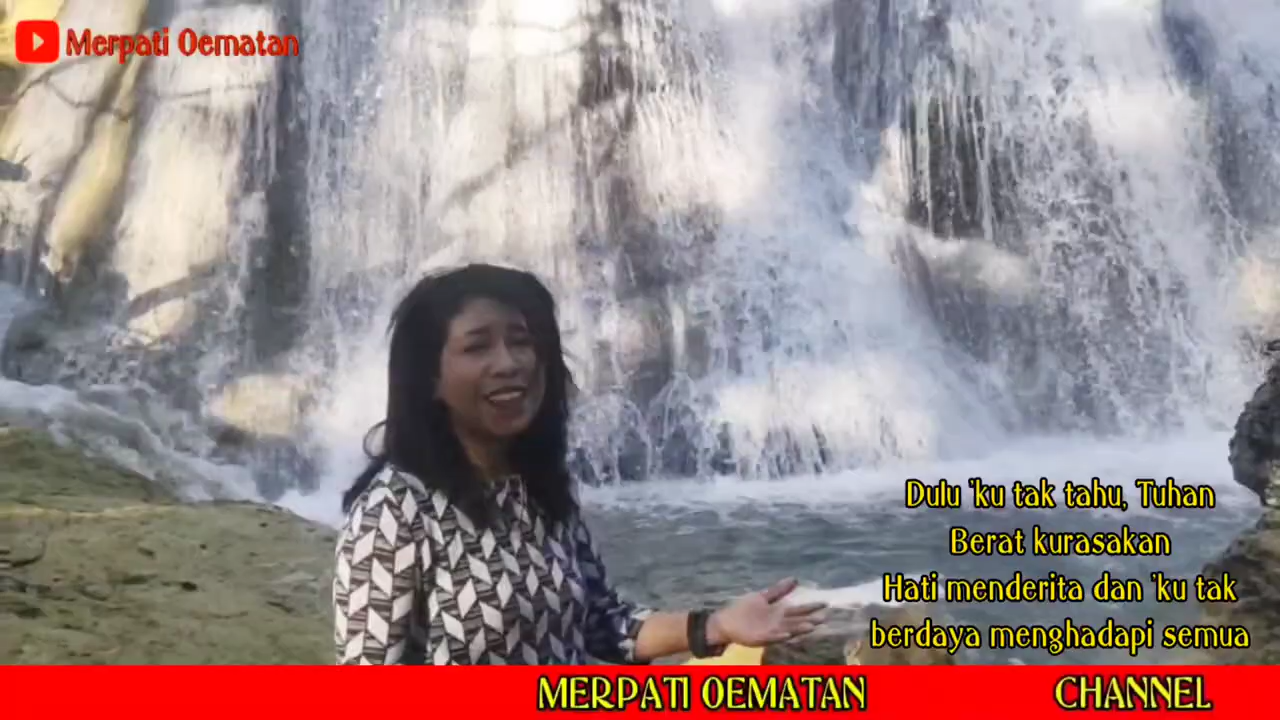 Merpati Oematan
Dulu 'ku tak tahu, Tuhan
Berat kurasakan
Hati menderita dan 'ku tak
berdaya menghadapi semua
MERPATI OEMATAN CHANNEL